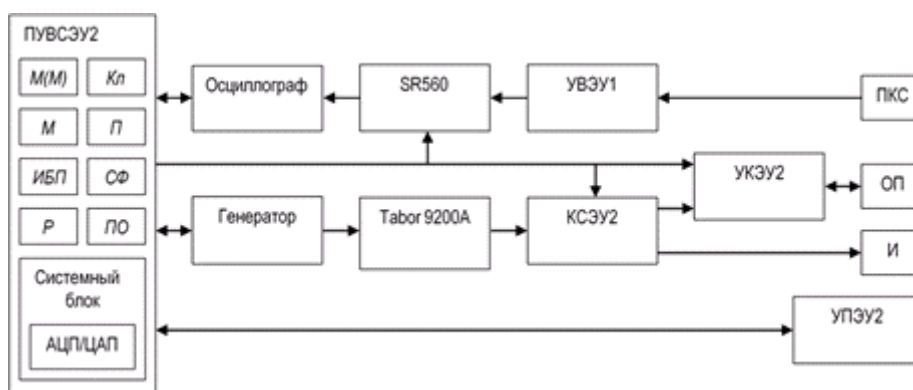 ПУВСЭУ2
М(М)
Кл
М
П
ИБП
СФ
Р
ПО
Системный
блок
АЦП/ЦАП
Осциллограф
SR560
УВЭУ1
ПКС
УКЭУ2
ОП
Генератор
Tabor 9200A
КСЭУ2
И
УПЭУ2